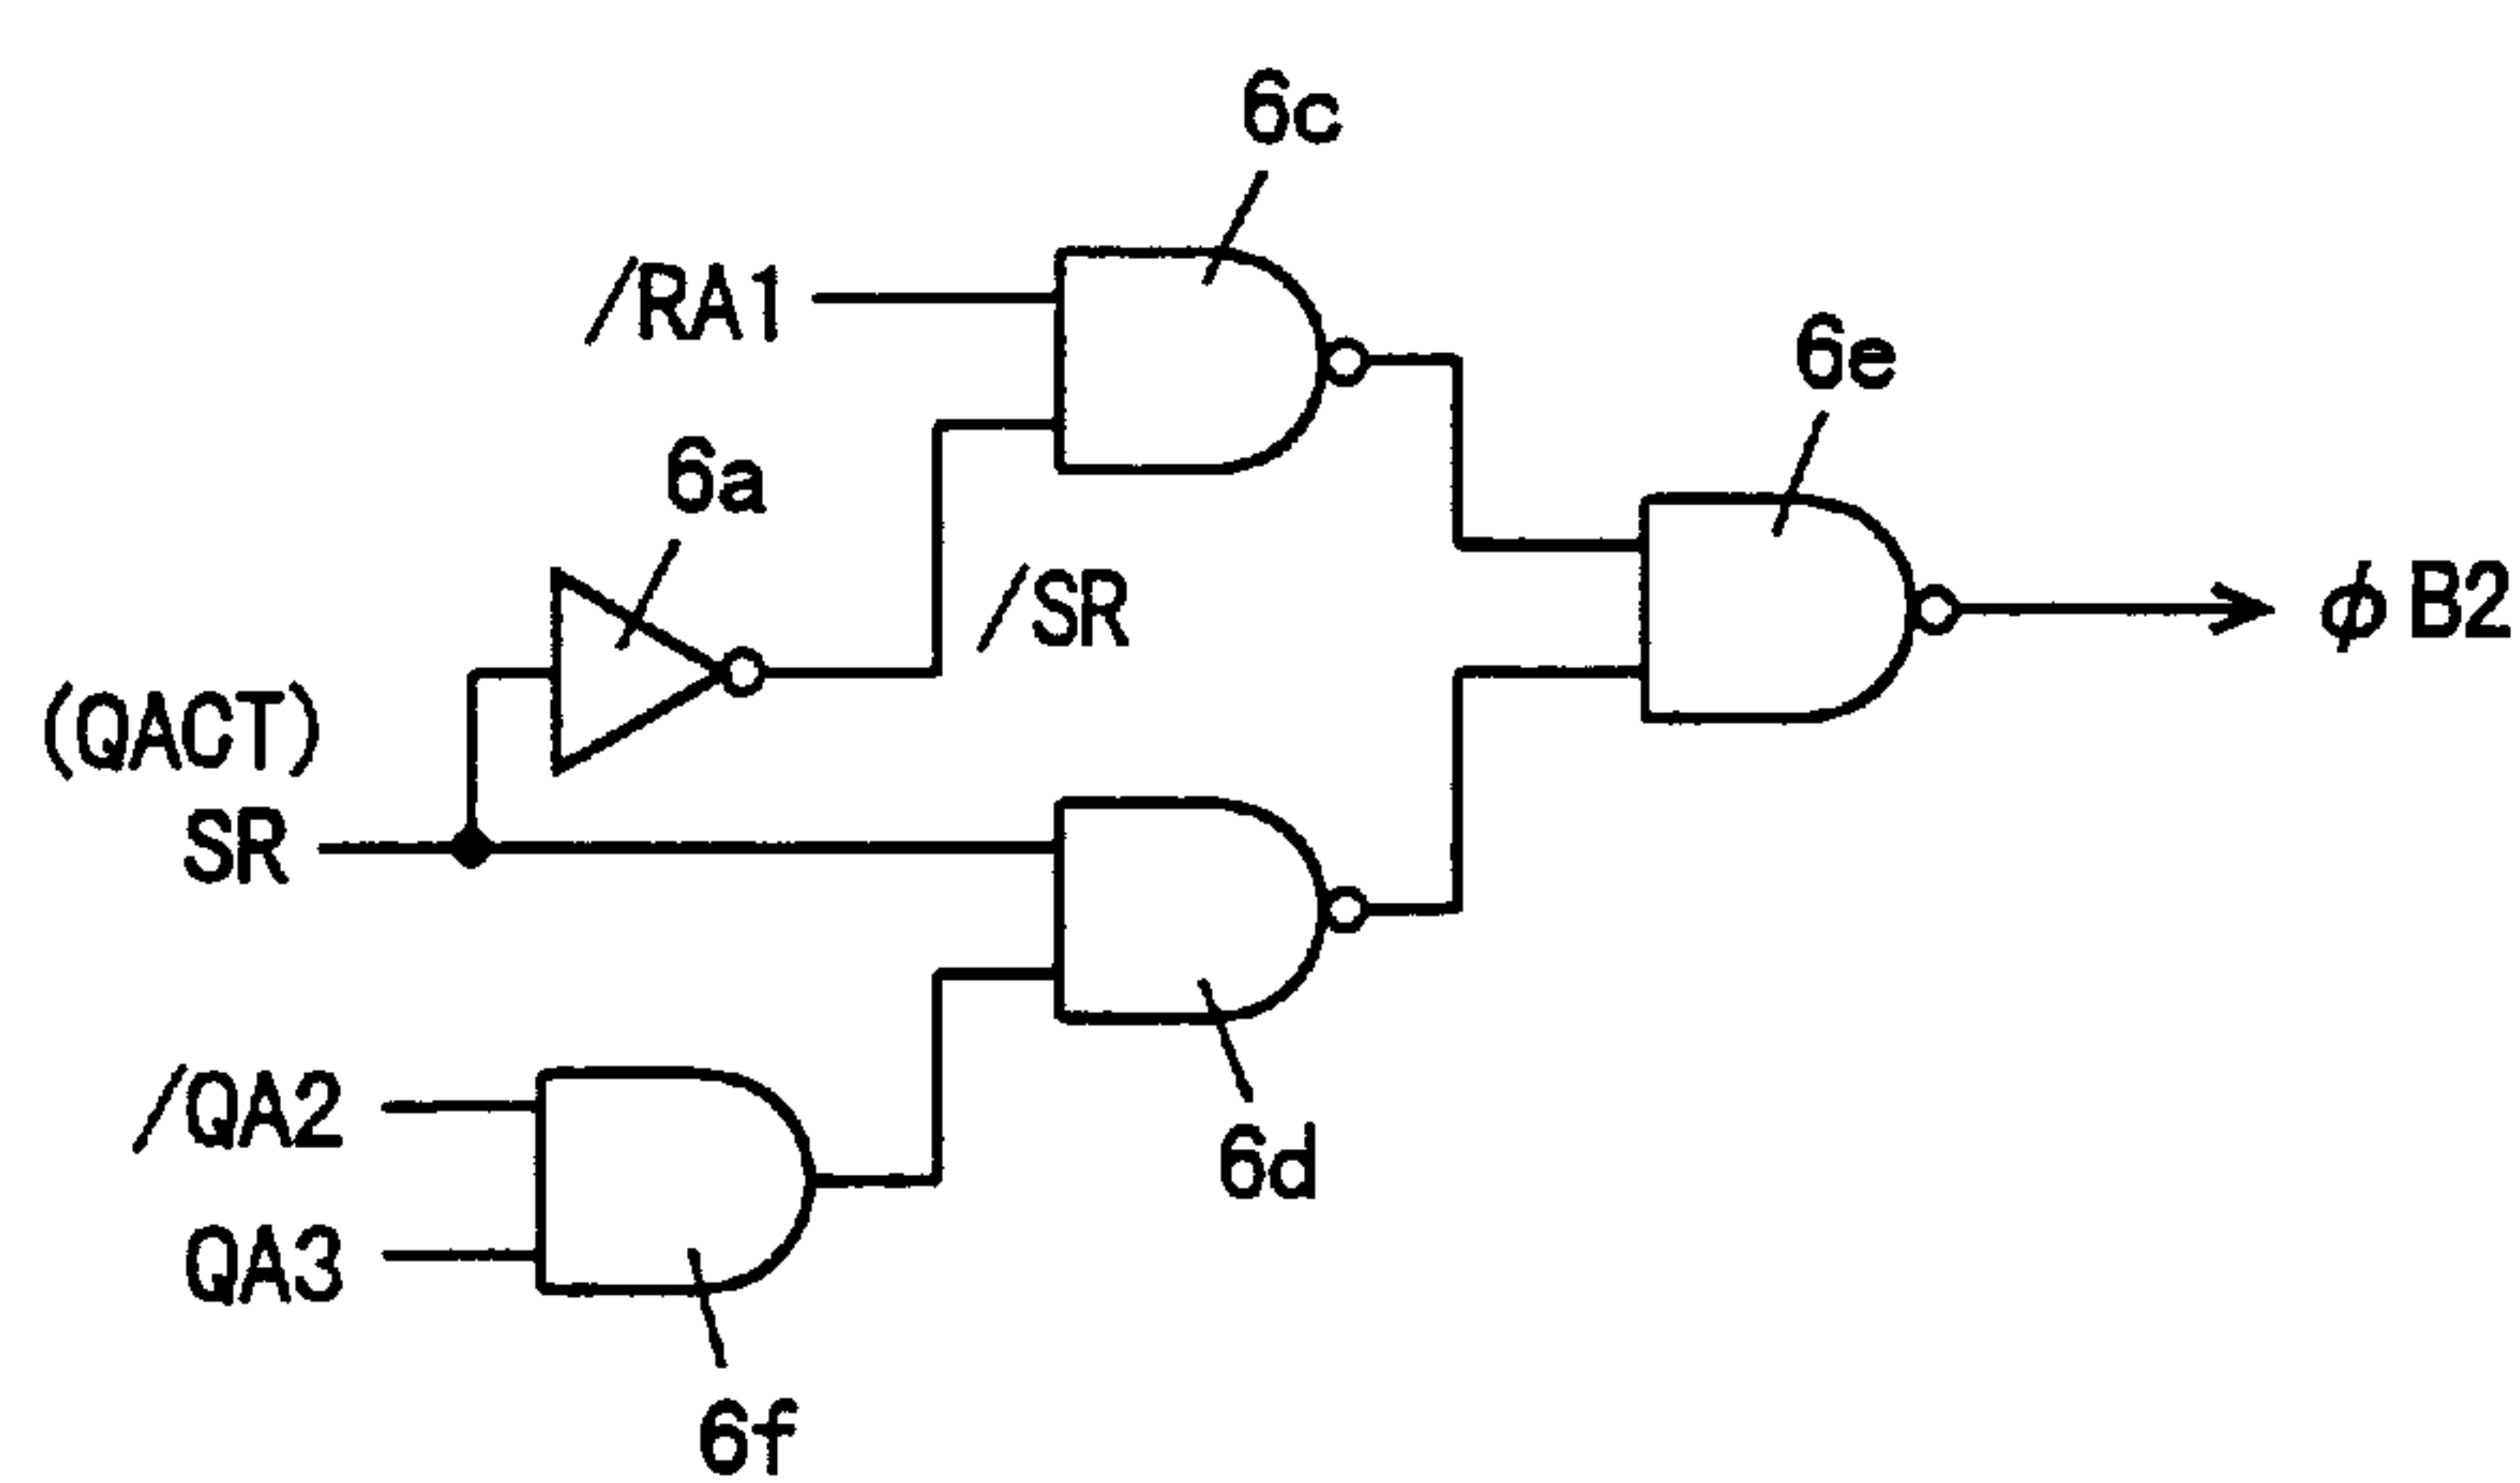 6c
/RA1
6e
6a
/SR
φB2
(QACT)
SR
/QA2
6d
QA3
6f